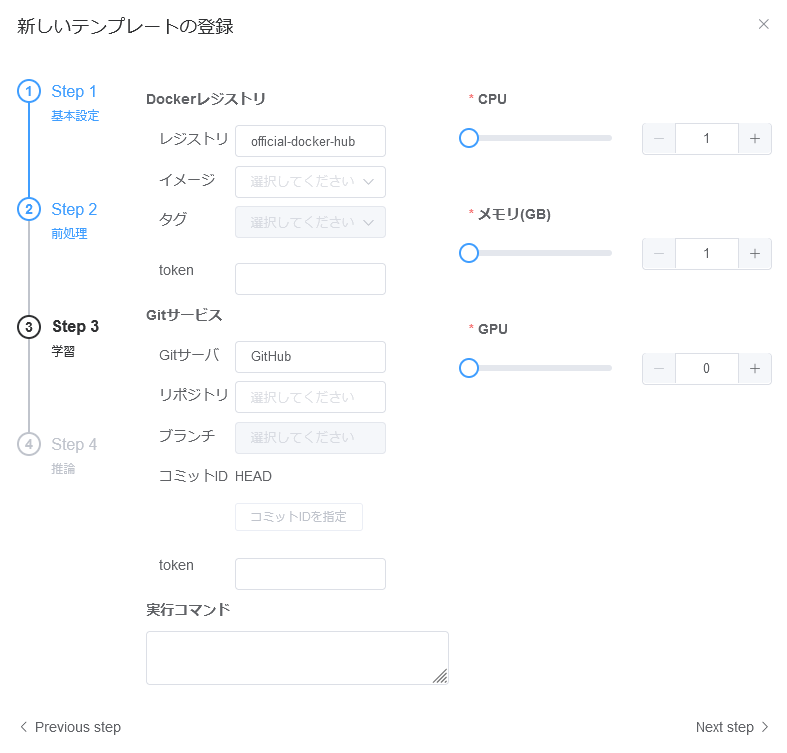 新しいテンプレートの登録
1 Step 1
基本設定
2 Step 2
前処理
3 Step 3
学習
4 Step 4
推論
Dockerレジストリ
レジストリ official-docker-hub
イメージ 選択してください
タグ 選択してください
token
Gitサービス
Gitサーバ GitHub
リポジトリ 選択してください
ブランチ 選択してください
コミットID HEAD
コミットIDを指定
token
実行コマンド
* CPU
1
* メモリ(GB)
1
* GPU
0
Previous step
Next step